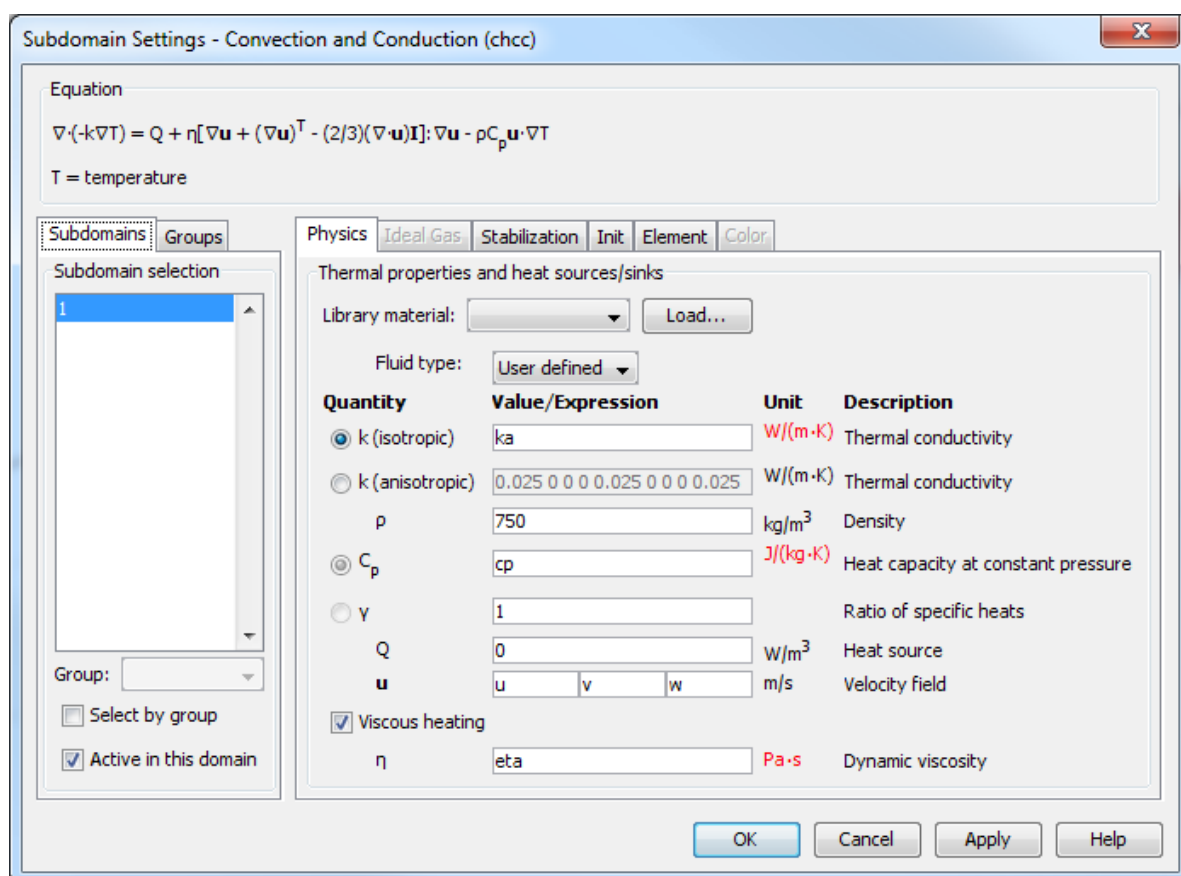 Subdomain Settings - Convection and Conduction (chcc)
Equation
∇·(-k∇T) = Q + η[∇u + (∇u)ᵀ - (2/3)(∇·u)I]:∇u - ρCₚu·∇T
T = temperature
Subdomains Groups
Subdomain selection
1
Group:
Select by group
Active in this domain
Physics Ideal Gas Stabilization Init Element Color
Thermal properties and heat sources/sinks
Library material: Load...
Fluid type: User defined
Quantity Value/Expression Unit Description
k (isotropic) ka W/(m·K) Thermal conductivity
k (anisotropic) 0.025 0 0 0 0.025 0 0 0 0.025 W/(m·K) Thermal conductivity
ρ 750 kg/m³ Density
Cₚ cp J/(kg·K) Heat capacity at constant pressure
γ 1 Ratio of specific heats
Q 0 W/m³ Heat source
u u v w m/s Velocity field
Viscous heating
η eta Pa·s Dynamic viscosity
OK Cancel Apply Help